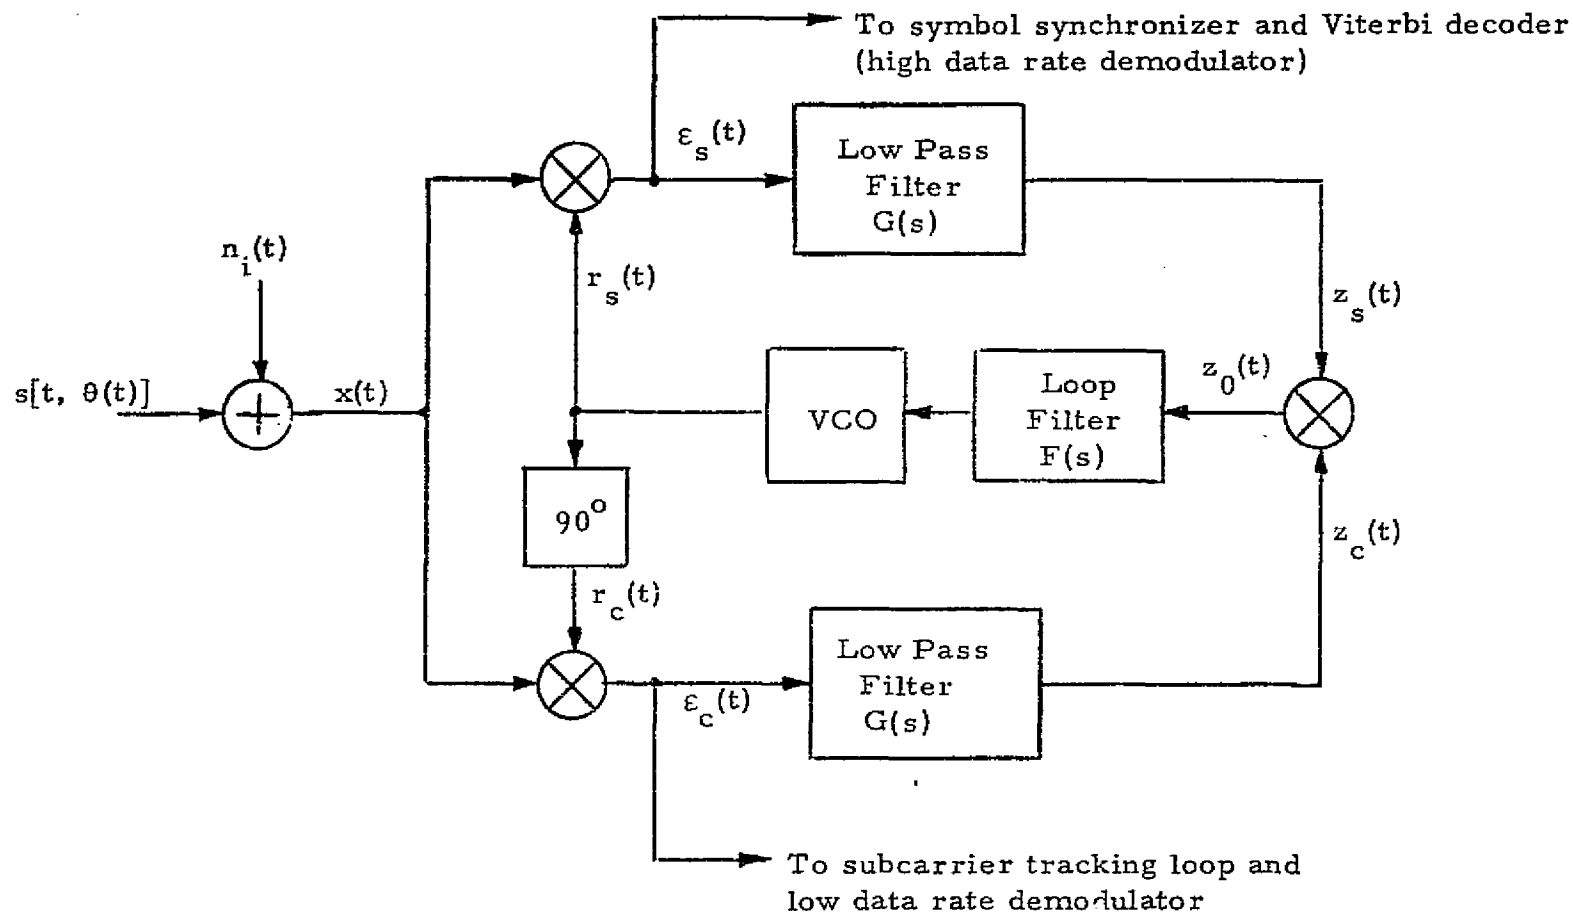 To symbol synchronizer and Viterbi decoder
(high data rate demodulator)
ε_s(t)
Low Pass
Filter
G(s)
n_i(t)
r_s(t)
z_s(t)
s[t, θ(t)]
x(t)
VCO
Loop
Filter
F(s)
z_0(t)
90°
z_c(t)
r_c(t)
Low Pass
Filter
G(s)
ε_c(t)
To subcarrier tracking loop and
low data rate demodulator